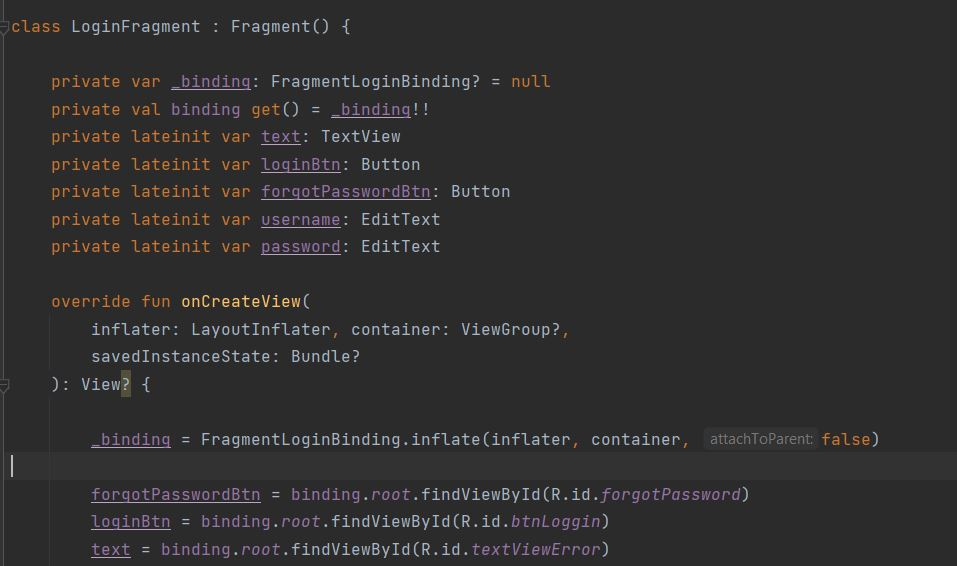 class LoginFragment : Fragment() {
private var _binding: FragmentLoginBinding? = null
private val binding get() = _binding!!
private lateinit var text: TextView
private lateinit var loginBtn: Button
private lateinit var forgotPasswordBtn: Button
private lateinit var username: EditText
private lateinit var password: EditText
override fun onCreateView(
inflater: LayoutInflater, container: ViewGroup?,
savedInstanceState: Bundle?
): View? {
_binding = FragmentLoginBinding.inflate(inflater, container, attachToParent: false)
forgotPasswordBtn = binding.root.findViewById(R.id.forgotPassword)
loginBtn = binding.root.findViewById(R.id.btnLoggin)
text = binding.root.findViewById(R.id.textViewError)